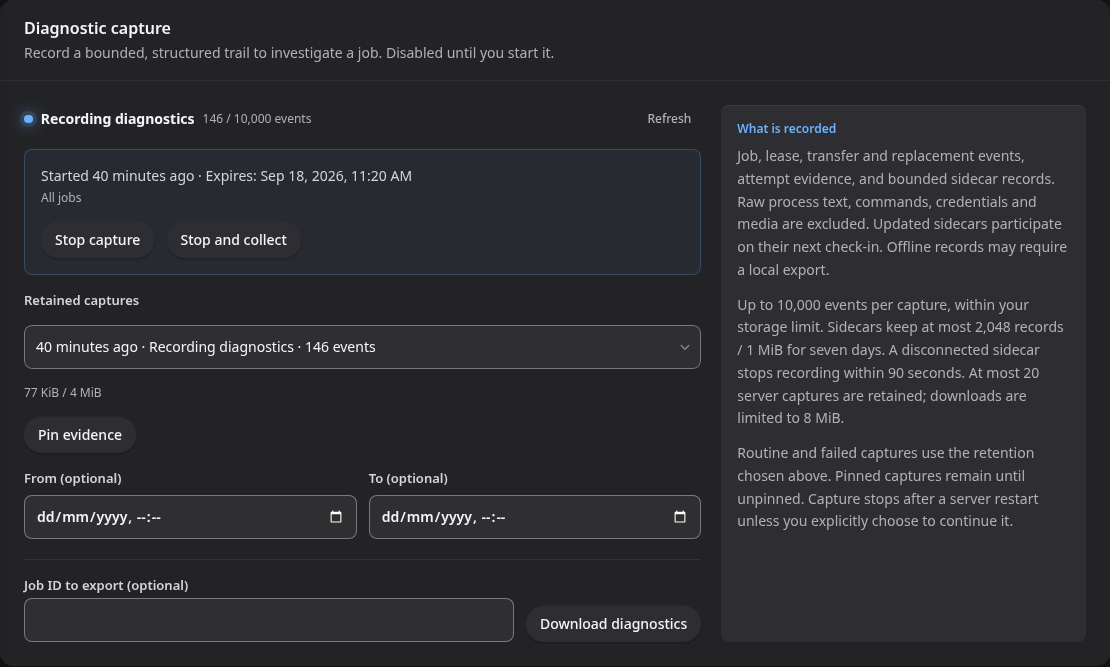 Diagnostic capture
Record a bounded, structured trail to investigate a job. Disabled until you start it.
Recording diagnostics 146 / 10,000 events
Refresh
Started 40 minutes ago · Expires: Sep 18, 2026, 11:20 AM
All jobs
Stop capture
Stop and collect
Retained captures
40 minutes ago · Recording diagnostics · 146 events
77 KiB / 4 MiB
Pin evidence
From (optional)
dd/mm/yyyy, --:--
To (optional)
dd/mm/yyyy, --:--
Job ID to export (optional)
Download diagnostics
What is recorded
Job, lease, transfer and replacement events,
attempt evidence, and bounded sidecar records.
Raw process text, commands, credentials and
media are excluded. Updated sidecars participate
on their next check-in. Offline records may require
a local export.
Up to 10,000 events per capture, within your
storage limit. Sidecars keep at most 2,048 records
/ 1 MiB for seven days. A disconnected sidecar
stops recording within 90 seconds. At most 20
server captures are retained; downloads are
limited to 8 MiB.
Routine and failed captures use the retention
chosen above. Pinned captures remain until
unpinned. Capture stops after a server restart
unless you explicitly choose to continue it.